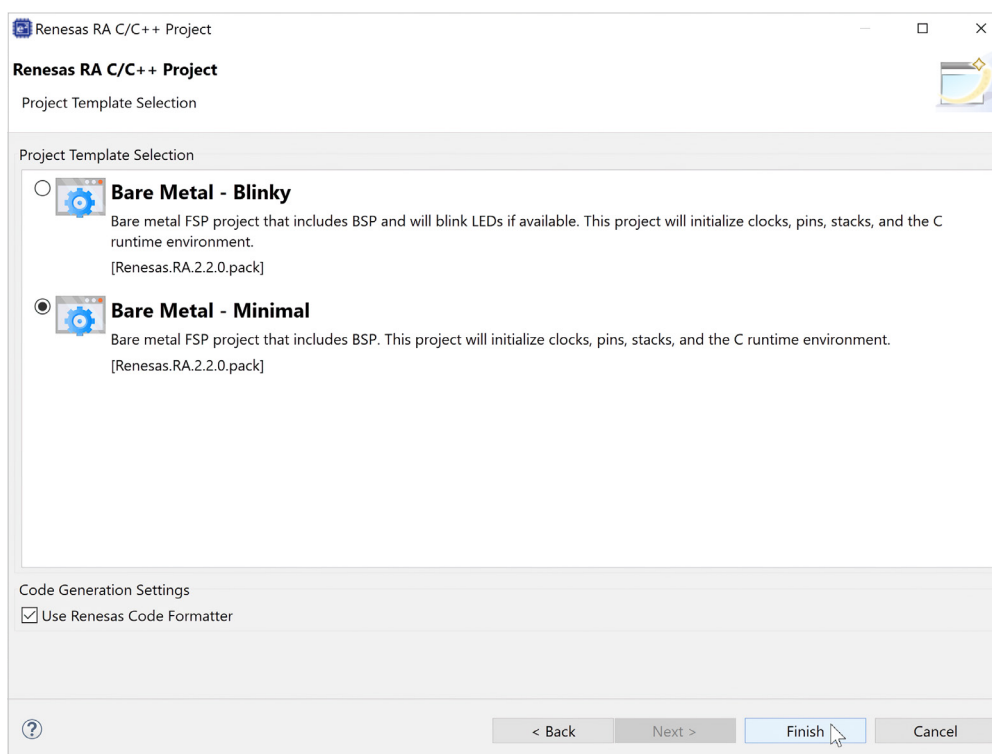 Renesas RA C/C++ Project
Renesas RA C/C++ Project
Project Template Selection
Project Template Selection
Bare Metal - Blinky
Bare metal FSP project that includes BSP and will blink LEDs if available. This project will initialize clocks, pins, stacks, and the C
runtime environment.
[Renesas.RA.2.2.0.pack]
Bare Metal - Minimal
Bare metal FSP project that includes BSP. This project will initialize clocks, pins, stacks, and the C runtime environment.
[Renesas.RA.2.2.0.pack]
Code Generation Settings
Use Renesas Code Formatter
? < Back Next > Finish Cancel